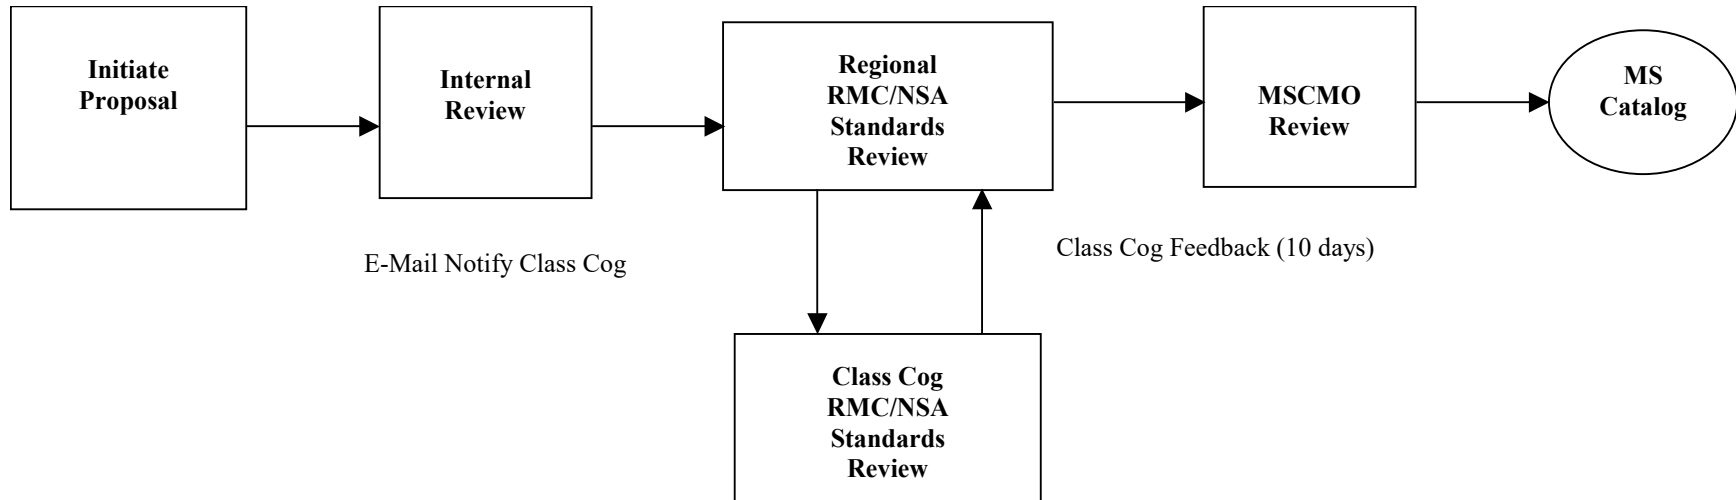 Initiate
Proposal
Internal
Review
Regional
RMC/NSA
Standards
Review
MSCMO
Review
MS
Catalog
E-Mail Notify Class Cog
Class Cog Feedback (10 days)
Class Cog
RMC/NSA
Standards
Review